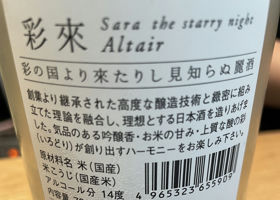 彩來 Sara the starry night
Altair
彩の国より来たりし見知らぬ麗酒
創業より継承された高度な醸造技術と緻密に組み
立てた理論を融合し、理想とする日本酒を造りあげま
した。気品のある吟醸香・お米の甘み・上質な酸の彩
(いろどり)が創り出すハーモニーをお楽しみ下さい。
原材料名 米(国産)
米こうじ(国産米)
アルコール分 14度
4965323655909